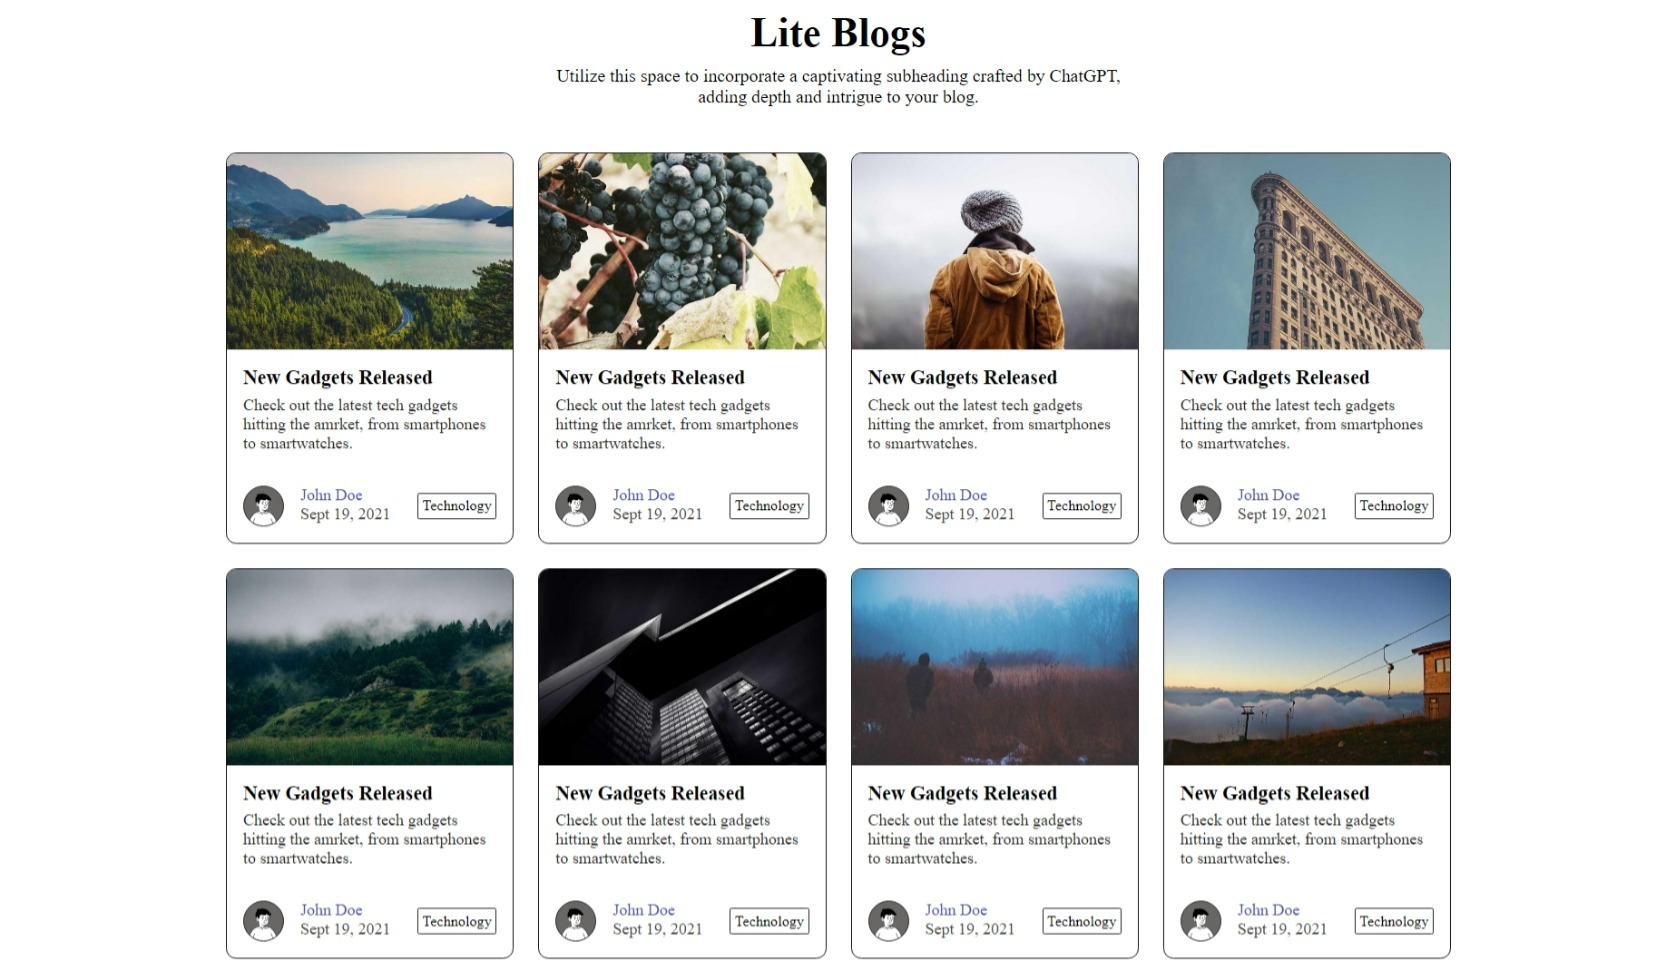 Lite Blogs
Utilize this space to incorporate a captivating subheading crafted by ChatGPT,
adding depth and intrigue to your blog.
New Gadgets Released
Check out the latest tech gadgets
hitting the amrket, from smartphones
to smartwatches.
John Doe
Sept 19, 2021
Technology
New Gadgets Released
Check out the latest tech gadgets
hitting the amrket, from smartphones
to smartwatches.
John Doe
Sept 19, 2021
Technology
New Gadgets Released
Check out the latest tech gadgets
hitting the amrket, from smartphones
to smartwatches.
John Doe
Sept 19, 2021
Technology
New Gadgets Released
Check out the latest tech gadgets
hitting the amrket, from smartphones
to smartwatches.
John Doe
Sept 19, 2021
Technology
New Gadgets Released
Check out the latest tech gadgets
hitting the amrket, from smartphones
to smartwatches.
John Doe
Sept 19, 2021
Technology
New Gadgets Released
Check out the latest tech gadgets
hitting the amrket, from smartphones
to smartwatches.
John Doe
Sept 19, 2021
Technology
New Gadgets Released
Check out the latest tech gadgets
hitting the amrket, from smartphones
to smartwatches.
John Doe
Sept 19, 2021
Technology
New Gadgets Released
Check out the latest tech gadgets
hitting the amrket, from smartphones
to smartwatches.
John Doe
Sept 19, 2021
Technology